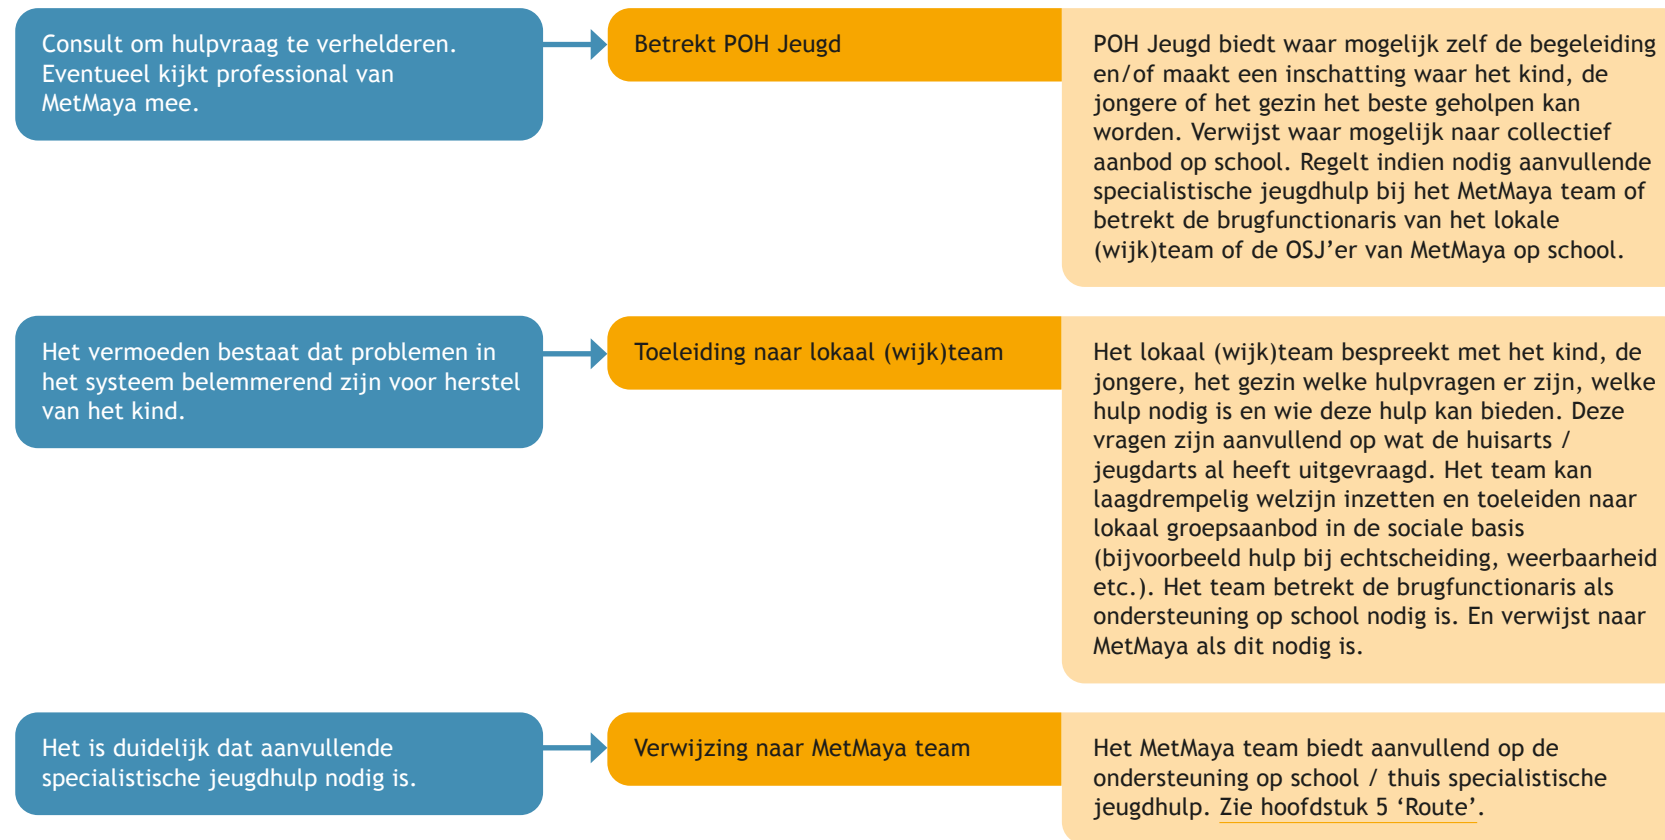 Consult om hulpvraag te verhelderen.
Eventueel kijkt professional van
MetMaya mee.
Betrekt POH Jeugd
POH Jeugd biedt waar mogelijk zelf de begeleiding
en/of maakt een inschatting waar het kind, de
jongere of het gezin het beste geholpen kan
worden. Verwijst waar mogelijk naar collectief
aanbod op school. Regelt indien nodig aanvullende
specialistische jeugdhulp bij het MetMaya team of
betrekt de brugfunctionaris van het lokale
(wijk)team of de OSJ’er van MetMaya op school.
Het vermoeden bestaat dat problemen in
het systeem belemmerend zijn voor herstel
van het kind.
Toeleiding naar lokaal (wijk)team
Het lokaal (wijk)team bespreekt met het kind, de
jongere, het gezin welke hulpvragen er zijn, welke
hulp nodig is en wie deze hulp kan bieden. Deze
vragen zijn aanvullend op wat de huisarts /
jeugdarts al heeft uitgevraagd. Het team kan
laagdrempelig welzijn inzetten en toeleiden naar
lokaal groepsaanbod in de sociale basis
(bijvoorbeeld hulp bij echtscheiding, weerbaarheid
etc.). Het team betrekt de brugfunctionaris als
ondersteuning op school nodig is. En verwijst naar
MetMaya als dit nodig is.
Het is duidelijk dat aanvullende
specialistische jeugdhulp nodig is.
Verwijzing naar MetMaya team
Het MetMaya team biedt aanvullend op de
ondersteuning op school / thuis specialistische
jeugdhulp. Zie hoofdstuk 5 ‘Route’.